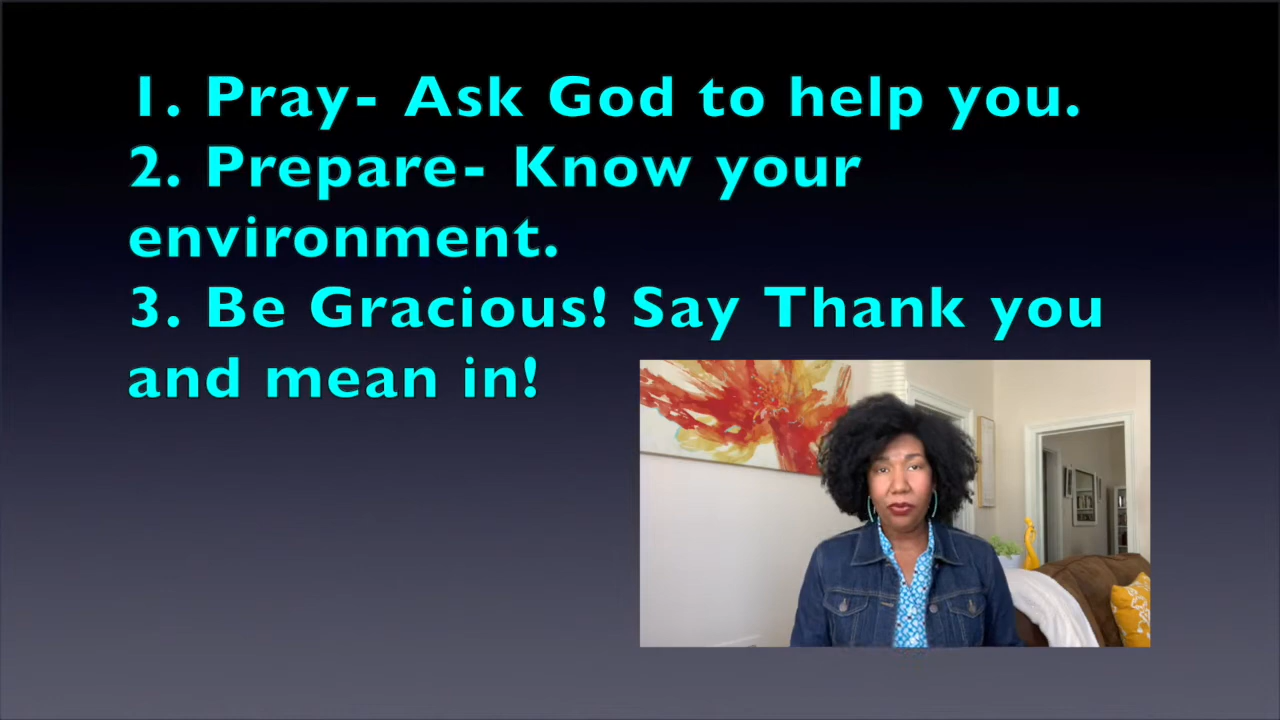 1. Pray- Ask God to help you.
2. Prepare- Know your
environment.
3. Be Gracious! Say Thank you
and mean in!